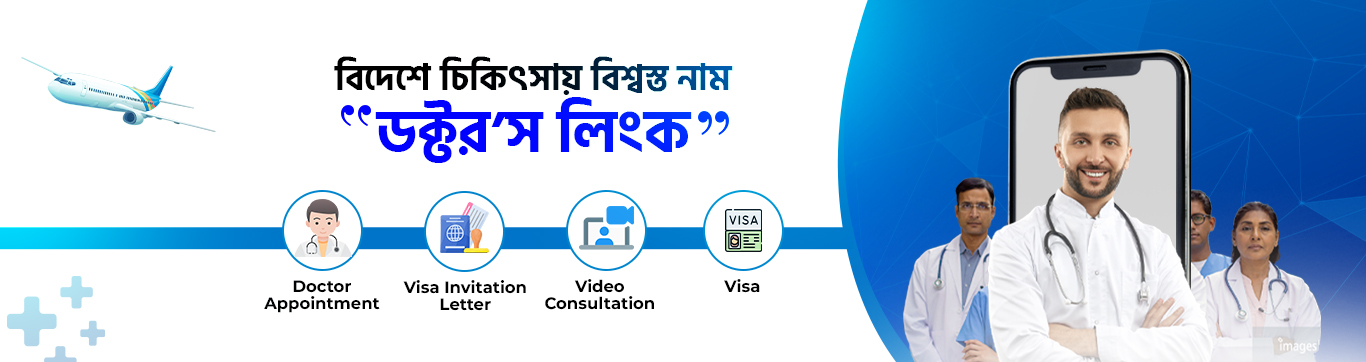 বিদেশে চিকিৎসায় বিশ্বস্ত নাম
“ডক্টর’স লিংক”
Doctor
Appointment
Visa Invitation
Letter
Video
Consultation
VISA
Visa
images